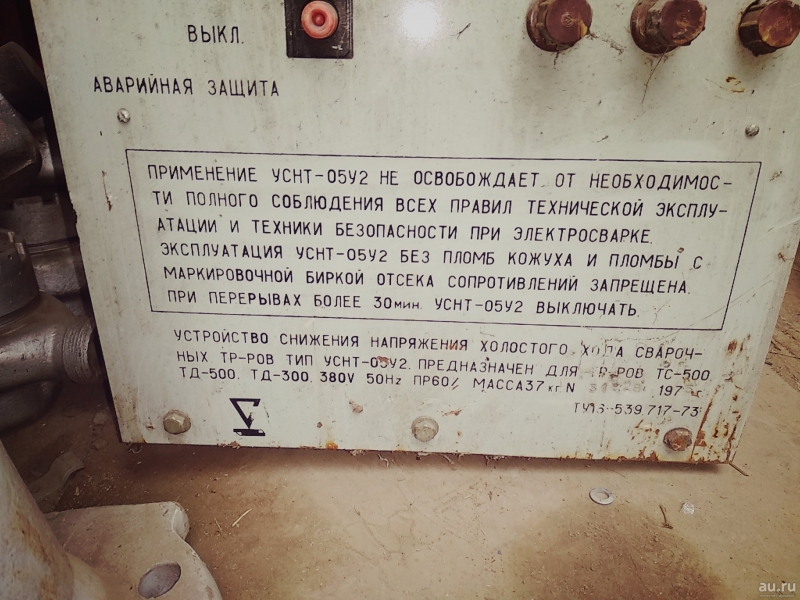 ВЫКЛ.
АВАРИЙНАЯ ЗАЩИТА
ПРИМЕНЕНИЕ УСНТ-05У2 НЕ ОСВОБОЖДАЕТ ОТ НЕОБХОДИМОС-
ТИ ПОЛНОГО СОБЛЮДЕНИЯ ВСЕХ ПРАВИЛ ТЕХНИЧЕСКОЙ ЭКСПЛУ-
АТАЦИИ И ТЕХНИКИ БЕЗОПАСНОСТИ ПРИ ЭЛЕКТРОСВАРКЕ.
ЭКСПЛУАТАЦИЯ УСНТ-05У2 БЕЗ ПЛОМБ КОЖУХА И ПЛОМБЫ С
МАРКИРОВОЧНОЙ БИРКОЙ ОТСЕКА СОПРОТИВЛЕНИЙ ЗАПРЕЩЕНА.
ПРИ ПЕРЕРЫВАХ БОЛЕЕ 30мин. УСНТ-05У2 ВЫКЛЮЧАТЬ.
УСТРОЙСТВО СНИЖЕНИЯ НАПРЯЖЕНИЯ ХОЛОСТОГО ХОДА СВАРОЧ-
НЫХ ТР-РОВ ТИП УСНТ-05У2. ПРЕДНАЗНАЧЕН ДЛЯ ТР-РОВ ТС-500,
ТД-500, ТД-300, 380V 50Hz ПР60% МАССА 37 кг N
ТУ16-539.717-73
au.ru